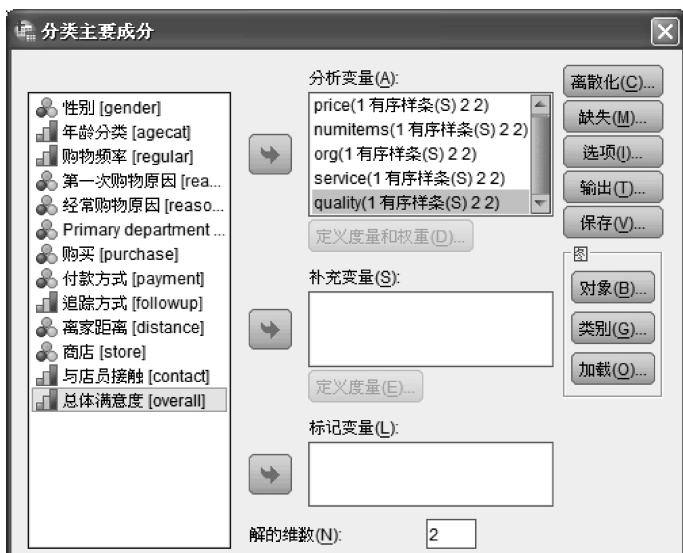 分类主要成分
性别 [gender]
年龄分类 [agecat]
购物频率 [regular]
第一次购物原因 [rea...
经常购物原因 [reaso...
Primary department ...
购买 [purchase]
付款方式 [payment]
追踪方式 [followup]
离家距离 [distance]
商店 [store]
与店员接触 [contact]
总体满意度 [overall]
分析变量(A):
price(1 有序样条(S) 2 2)
numitems(1 有序样条(S) 2 2)
org(1 有序样条(S) 2 2)
service(1 有序样条(S) 2 2)
quality(1 有序样条(S) 2 2)
定义度量和权重(D)...
补充变量(S):
定义度量(E)...
标记变量(L):
解的维数(N):
2
离散化(C)...
缺失(M)...
选项(I)...
输出(T)...
保存(V)...
图
对象(B)...
类别(G)...
加载(O)...